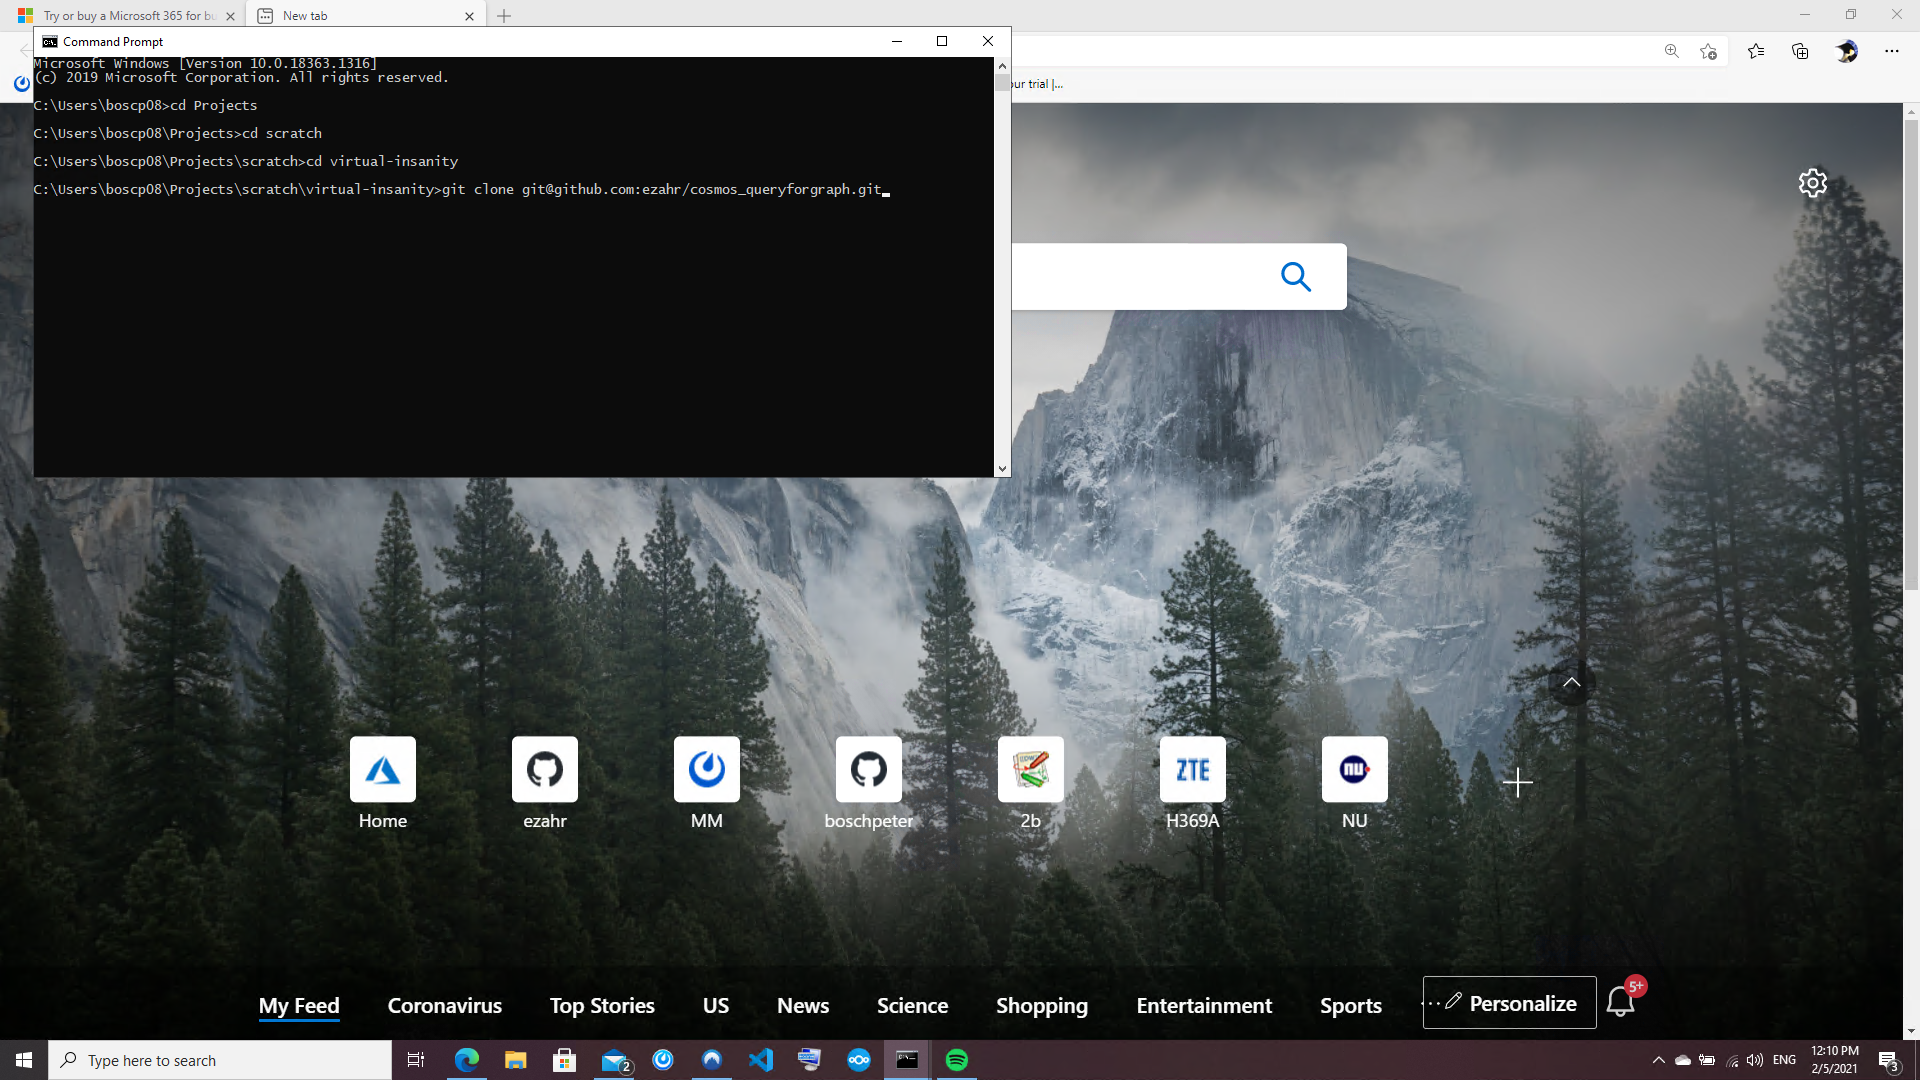 Try or buy a Microsoft 365 for bu
New tab
Command Prompt
Microsoft Windows [Version 10.0.18363.1316]
(c) 2019 Microsoft Corporation. All rights reserved.
C:\Users\boscp08>cd Projects
C:\Users\boscp08\Projects>cd scratch
C:\Users\boscp08\Projects\scratch>cd virtual-insanity
C:\Users\boscp08\Projects\scratch\virtual-insanity>git clone git@github.com:ezahr/cosmos_queryforgraph.git
our trial |...
ZTE
nu
Home
ezahr
MM
boschpeter
2b
H369A
NU
My Feed
Coronavirus
Top Stories
US
News
Science
Shopping
Entertainment
Sports
...
Personalize
5+
Type here to search
2
ENG
12:10 PM
2/5/2021
3